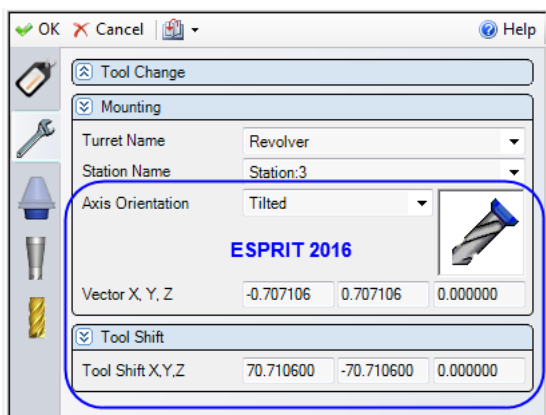 OK Cancel Help
Tool Change
Mounting
Turret Name Revolver
Station Name Station:3
Axis Orientation Tilted
ESPRIT 2016
Vector X, Y, Z -0.707106 0.707106 0.000000
Tool Shift
Tool Shift X,Y,Z 70.710600 -70.710600 0.000000